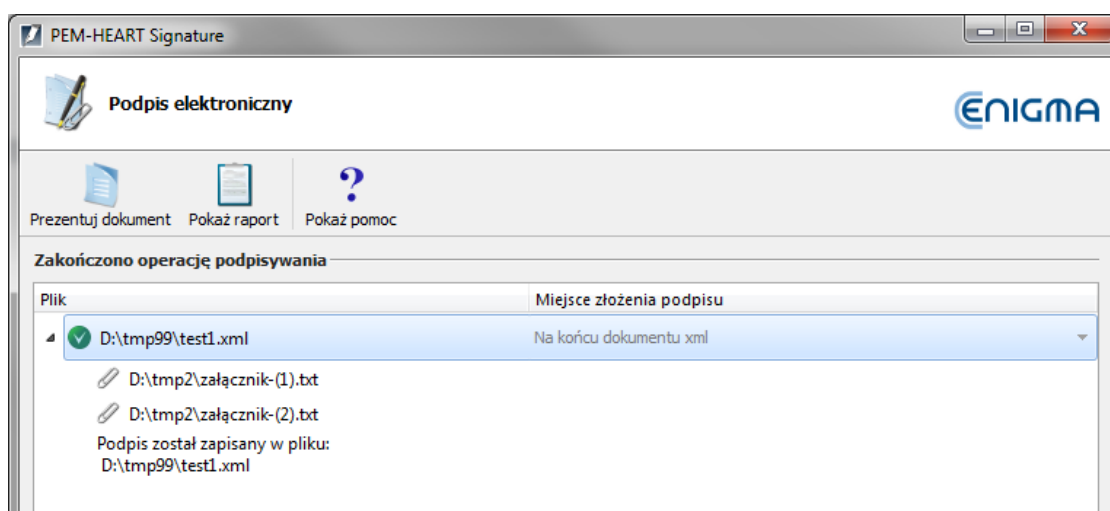 PEM-HEART Signature
Podpis elektroniczny
ENIGMA
Prezentuj dokument Pokaż raport Pokaż pomoc
Zakończono operację podpisywania
Plik Miejsce złożenia podpisu
D:\tmp99\test1.xml Na końcu dokumentu xml
D:\tmp2\załącznik-(1).txt
D:\tmp2\załącznik-(2).txt
Podpis został zapisany w pliku:
D:\tmp99\test1.xml